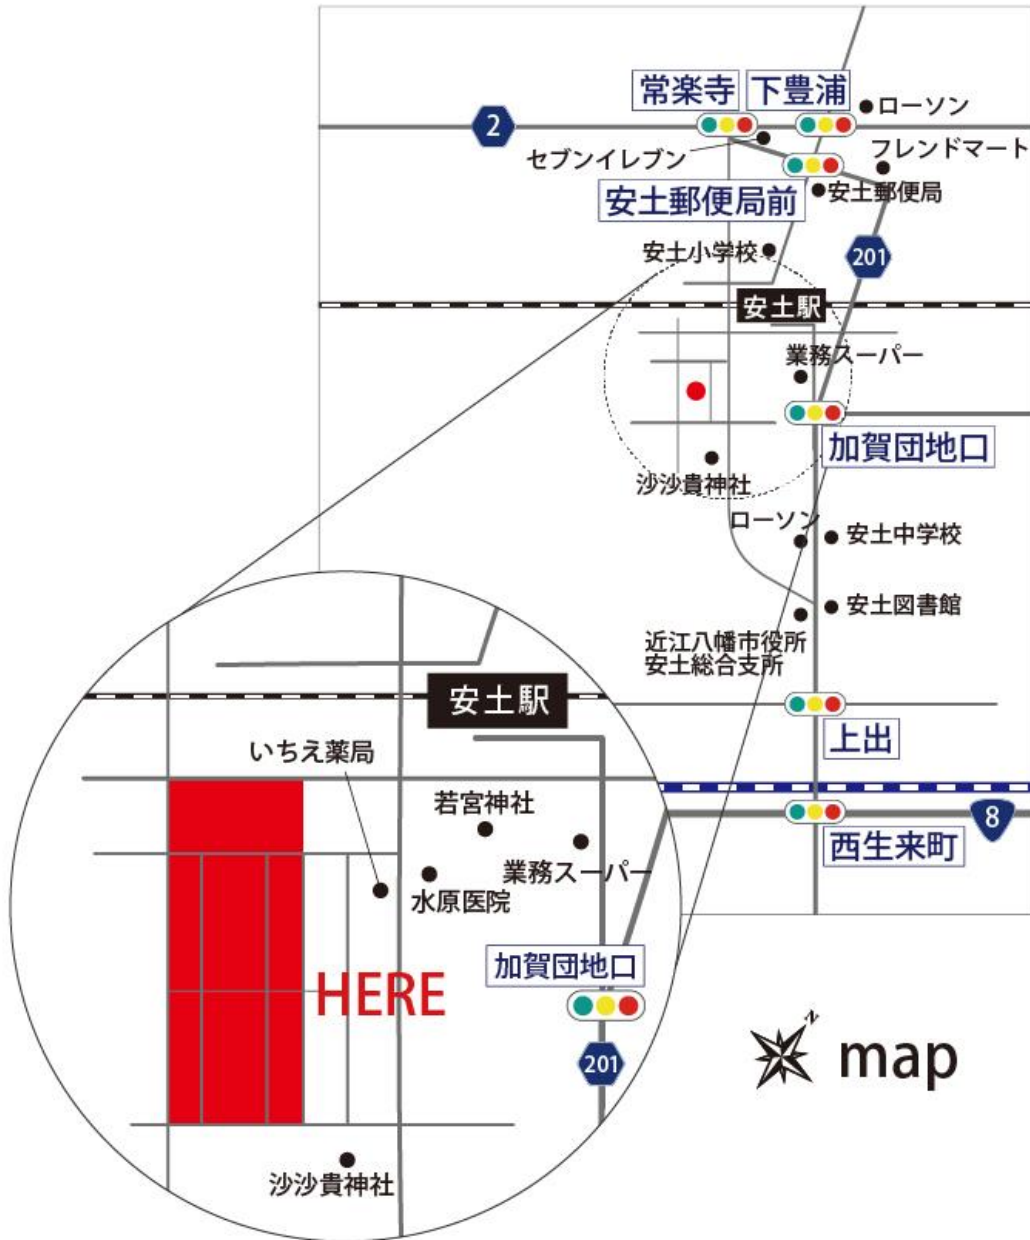 常楽寺
下豊浦
ローソン
2
セブンイレブン
フレンドマート
安土郵便局前
安土郵便局
安土小学校
201
安土駅
業務スーパー
加賀団地口
沙沙貴神社
ローソン
安土中学校
安土図書館
近江八幡市役所
安土総合支所
上出
8
西生来町
安土駅
いちえ薬局
若宮神社
業務スーパー
水原医院
加賀団地口
HERE
201
沙沙貴神社
N
map